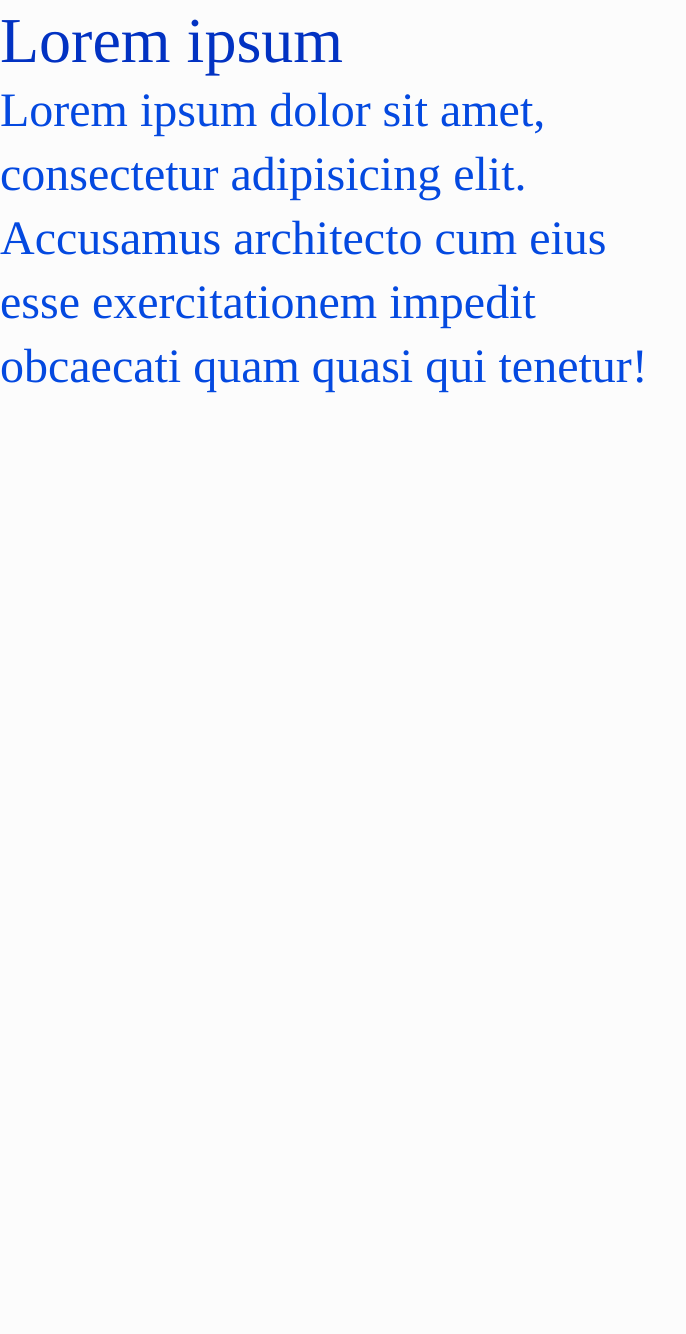 Lorem ipsum
Lorem ipsum dolor sit amet,
consectetur adipisicing elit.
Accusamus architecto cum eius
esse exercitationem impedit
obcaecati quam quasi qui tenetur!